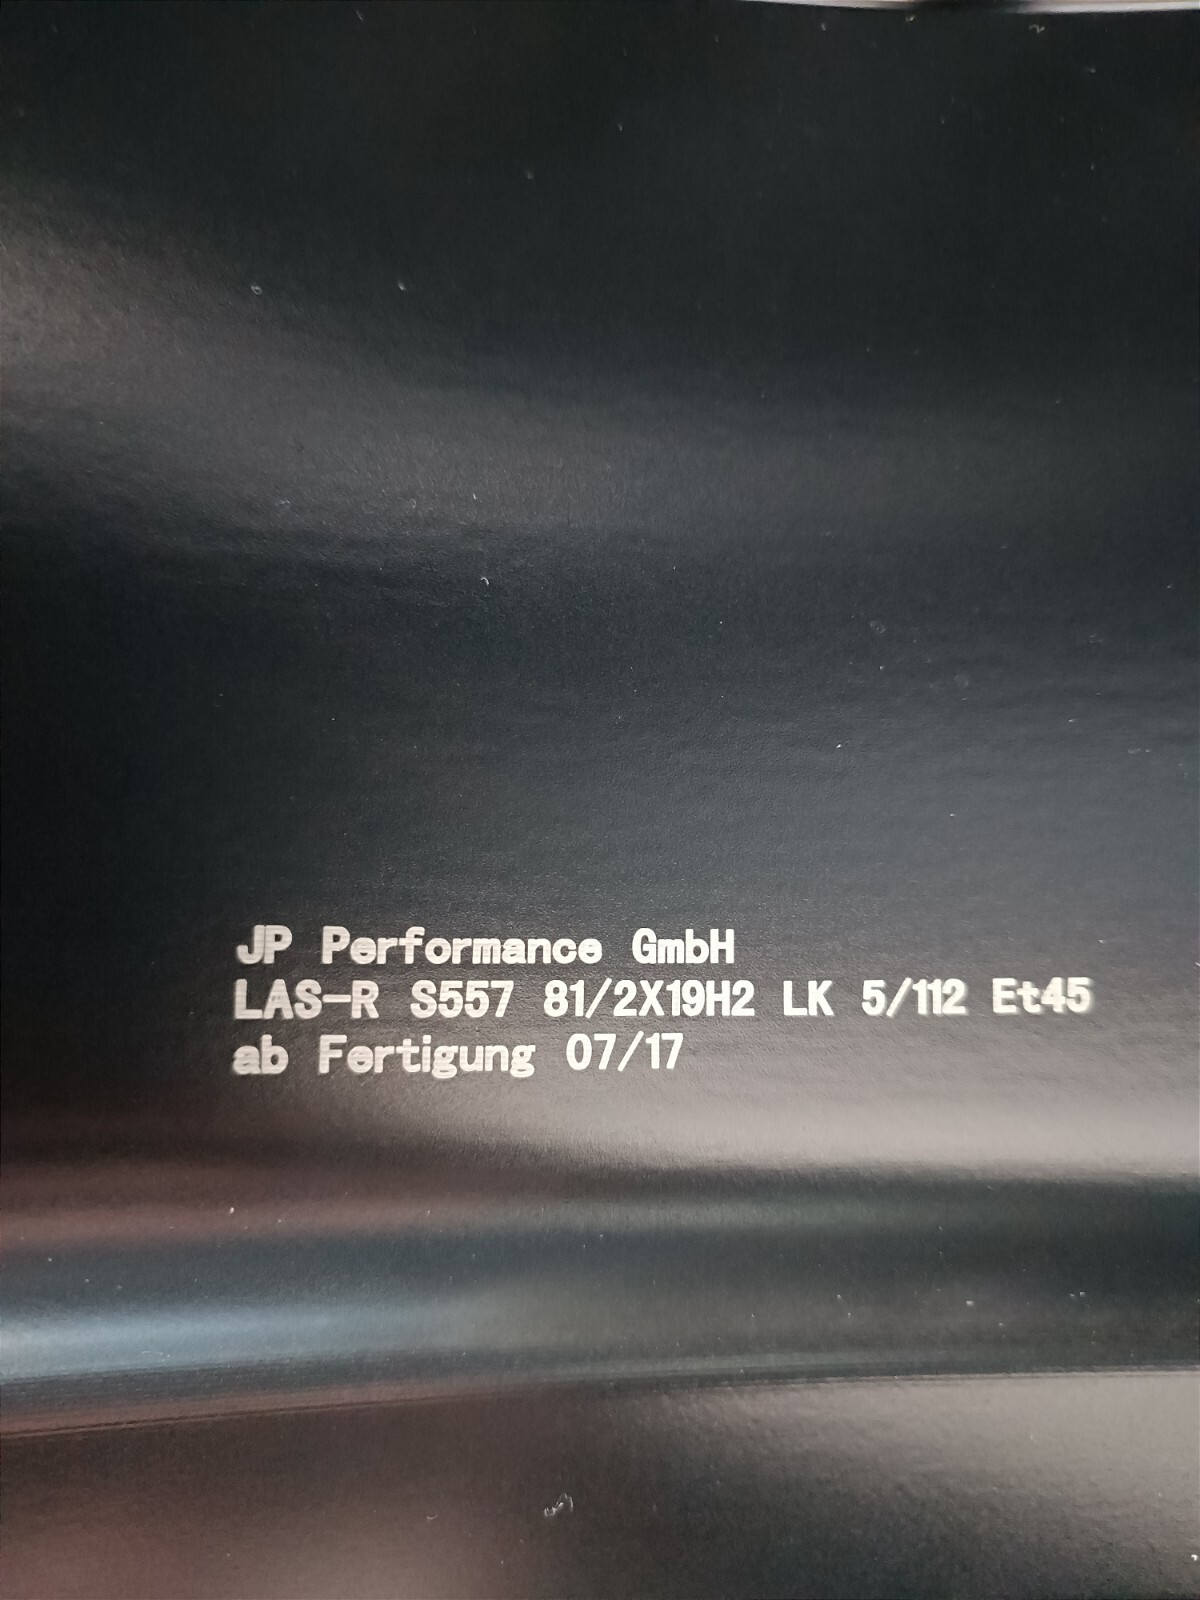 JP Performance GmbH
LAS-R S557 81/2X19H2 LK 5/112 Et45
ab Fertigung 07/17